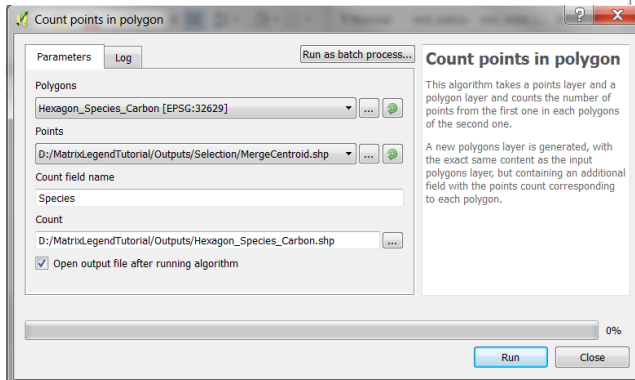 Count points in polygon
Parameters
Log
Run as batch process...
Polygons
Hexagon_Species_Carbon [EPSG:32629]
...
Points
D:/MatrixLegendTutorial/Outputs/Selection/MergeCentroid.shp
...
Count field name
Species
Count
D:/MatrixLegendTutorial/Outputs/Hexagon_Species_Carbon.shp
...
Open output file after running algorithm
Count points in polygon
This algorithm takes a points layer and a
polygon layer and counts the number of
points from the first one in each polygons
of the second one.
A new polygons layer is generated, with
the exact same content as the input
polygons layer, but containing an additional
field with the points count corresponding
to each polygon.
0%
Run
Close